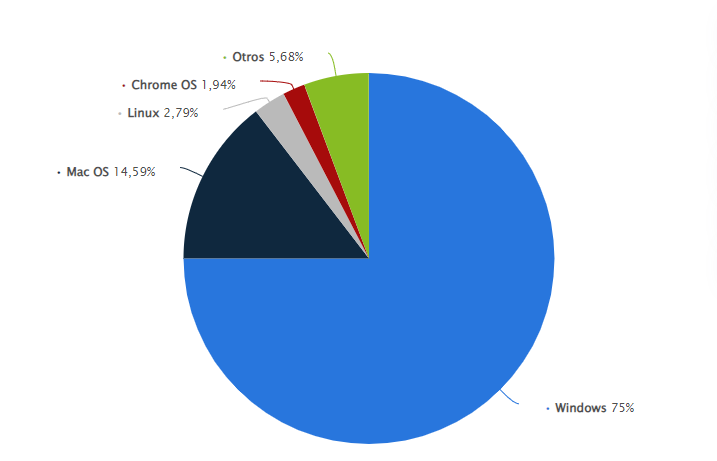 Otros 5,68%
Chrome OS 1,94%
Linux 2,79%
Mac OS 14,59%
Windows 75%